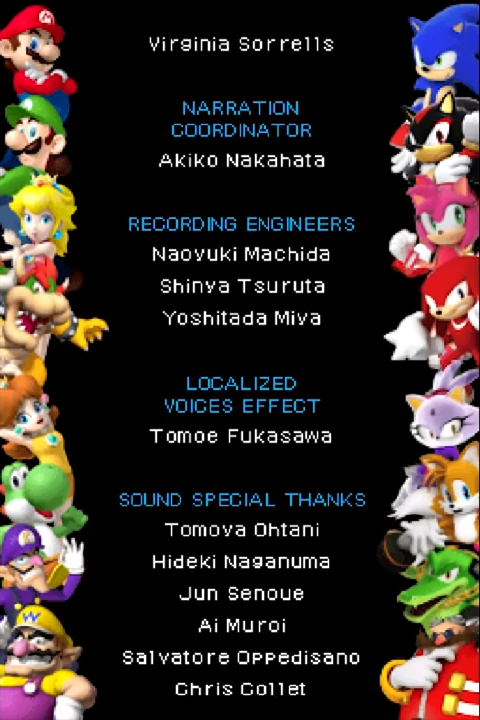 Virginia Sorrells
NARRATION
COORDINATOR
Akiko Nakahata
RECORDING ENGINEERS
Naoyuki Machida
Shinya Tsuruta
Yoshitada Miya
LOCALIZED
VOICES EFFECT
Tomoe Fukasawa
SOUND SPECIAL THANKS
Tomoya Ohtani
Hideki Naganuma
Jun Senoue
Ai Muroi
Salvatore Oppedisano
Chris Gollet